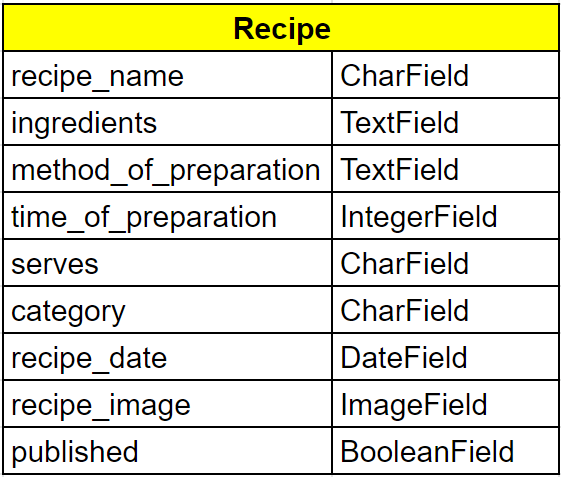 Recipe
recipe_name CharField
ingredients TextField
method_of_preparation TextField
time_of_preparation IntegerField
serves CharField
category CharField
recipe_date DateField
recipe_image ImageField
published BooleanField